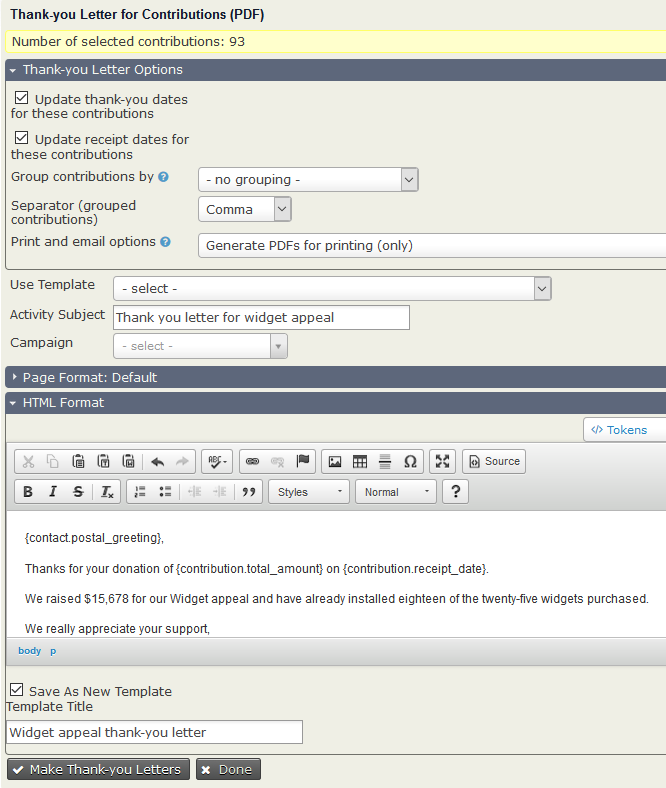 Thank-you Letter for Contributions (PDF)
Number of selected contributions: 93
Thank-you Letter Options
Update thank-you dates
for these contributions
Update receipt dates for
these contributions
Group contributions by ?
- no grouping -
Separator (grouped
contributions)
Comma
Print and email options ?
Generate PDFs for printing (only)
Use Template
- select -
Activity Subject
Thank you letter for widget appeal
Campaign
- select -
Page Format: Default
HTML Format
</> Tokens
ABC
Ω
Source
B I S Tx
Styles
Normal
?
{contact.postal_greeting},
Thanks for your donation of {contribution.total_amount} on {contribution.receipt_date}.
We raised $15,678 for our Widget appeal and have already installed eighteen of the twenty-five widgets purchased.
We really appreciate your support,
body p
Save As New Template
Template Title
Widget appeal thank-you letter
Make Thank-you Letters
Done